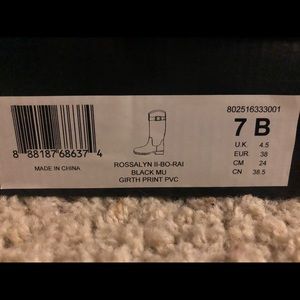 802516333001
7 B
U.K. 4.5
EUR. 38
CM 24
CN 38.5
8 88187 68637 4
MADE IN CHINA
ROSSALYN II-BO-RAI
BLACK MU
GIRTH PRINT PVC